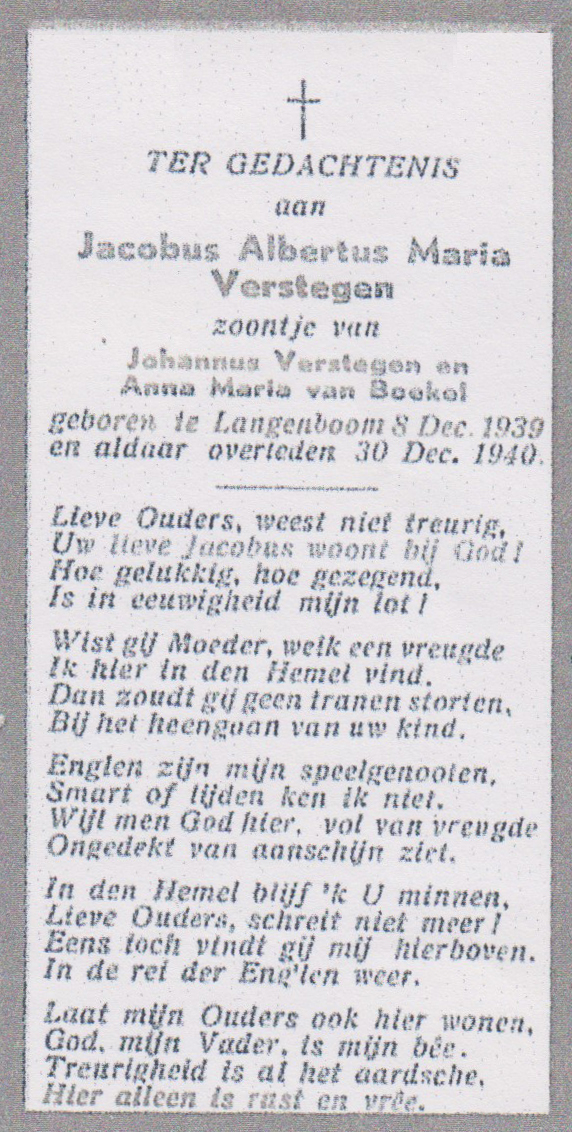 TER GEDACHTENIS
aan
Jacobus Albertus Maria
Verstegen
zoontje van
Johannus Verstegen en
Anna Maria van Boekel
geboren te Langenboom 8 Dec. 1939
en aldaar overleden 30 Dec. 1940.
Lieve Ouders, weest niet treurig,
Uw lieve Jacobus woont bij God!
Hoe gelukkig, hoe gezegend,
Is in eeuwigheid mijn lot!
Wist gij Moeder, welk een vreugde
Ik hier in den Hemel vind.
Dan zoudt gij geen tranen storten,
Bij het heengaan van uw kind.
Englen zijn mijn speelgenooten,
Smart of lijden ken ik niet.
Wijl men God hier, vol van vreugde
Ongedekt van aanschijn ziet.
In den Hemel blijf 'k U minnen,
Lieve Ouders, schreit niet meer!
Eens toch vindt gij mij hierboven.
In de rei der Eng'len weer.
Laat mijn Ouders ook hier wonen,
God, mijn Vader, is mijn bêe.
Treurigheid is al het aardsche,
Hier alleen is rust en vrêe.